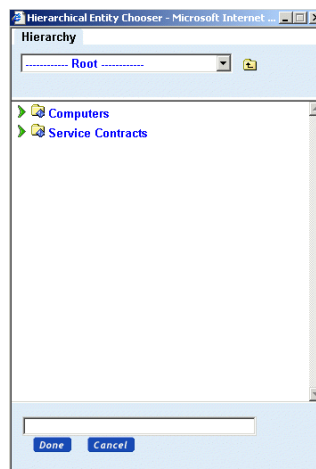 Hierarchical Entity Chooser - Microsoft Internet ...
Hierarchy
------------ Root ------------
Computers
Service Contracts
Done Cancel